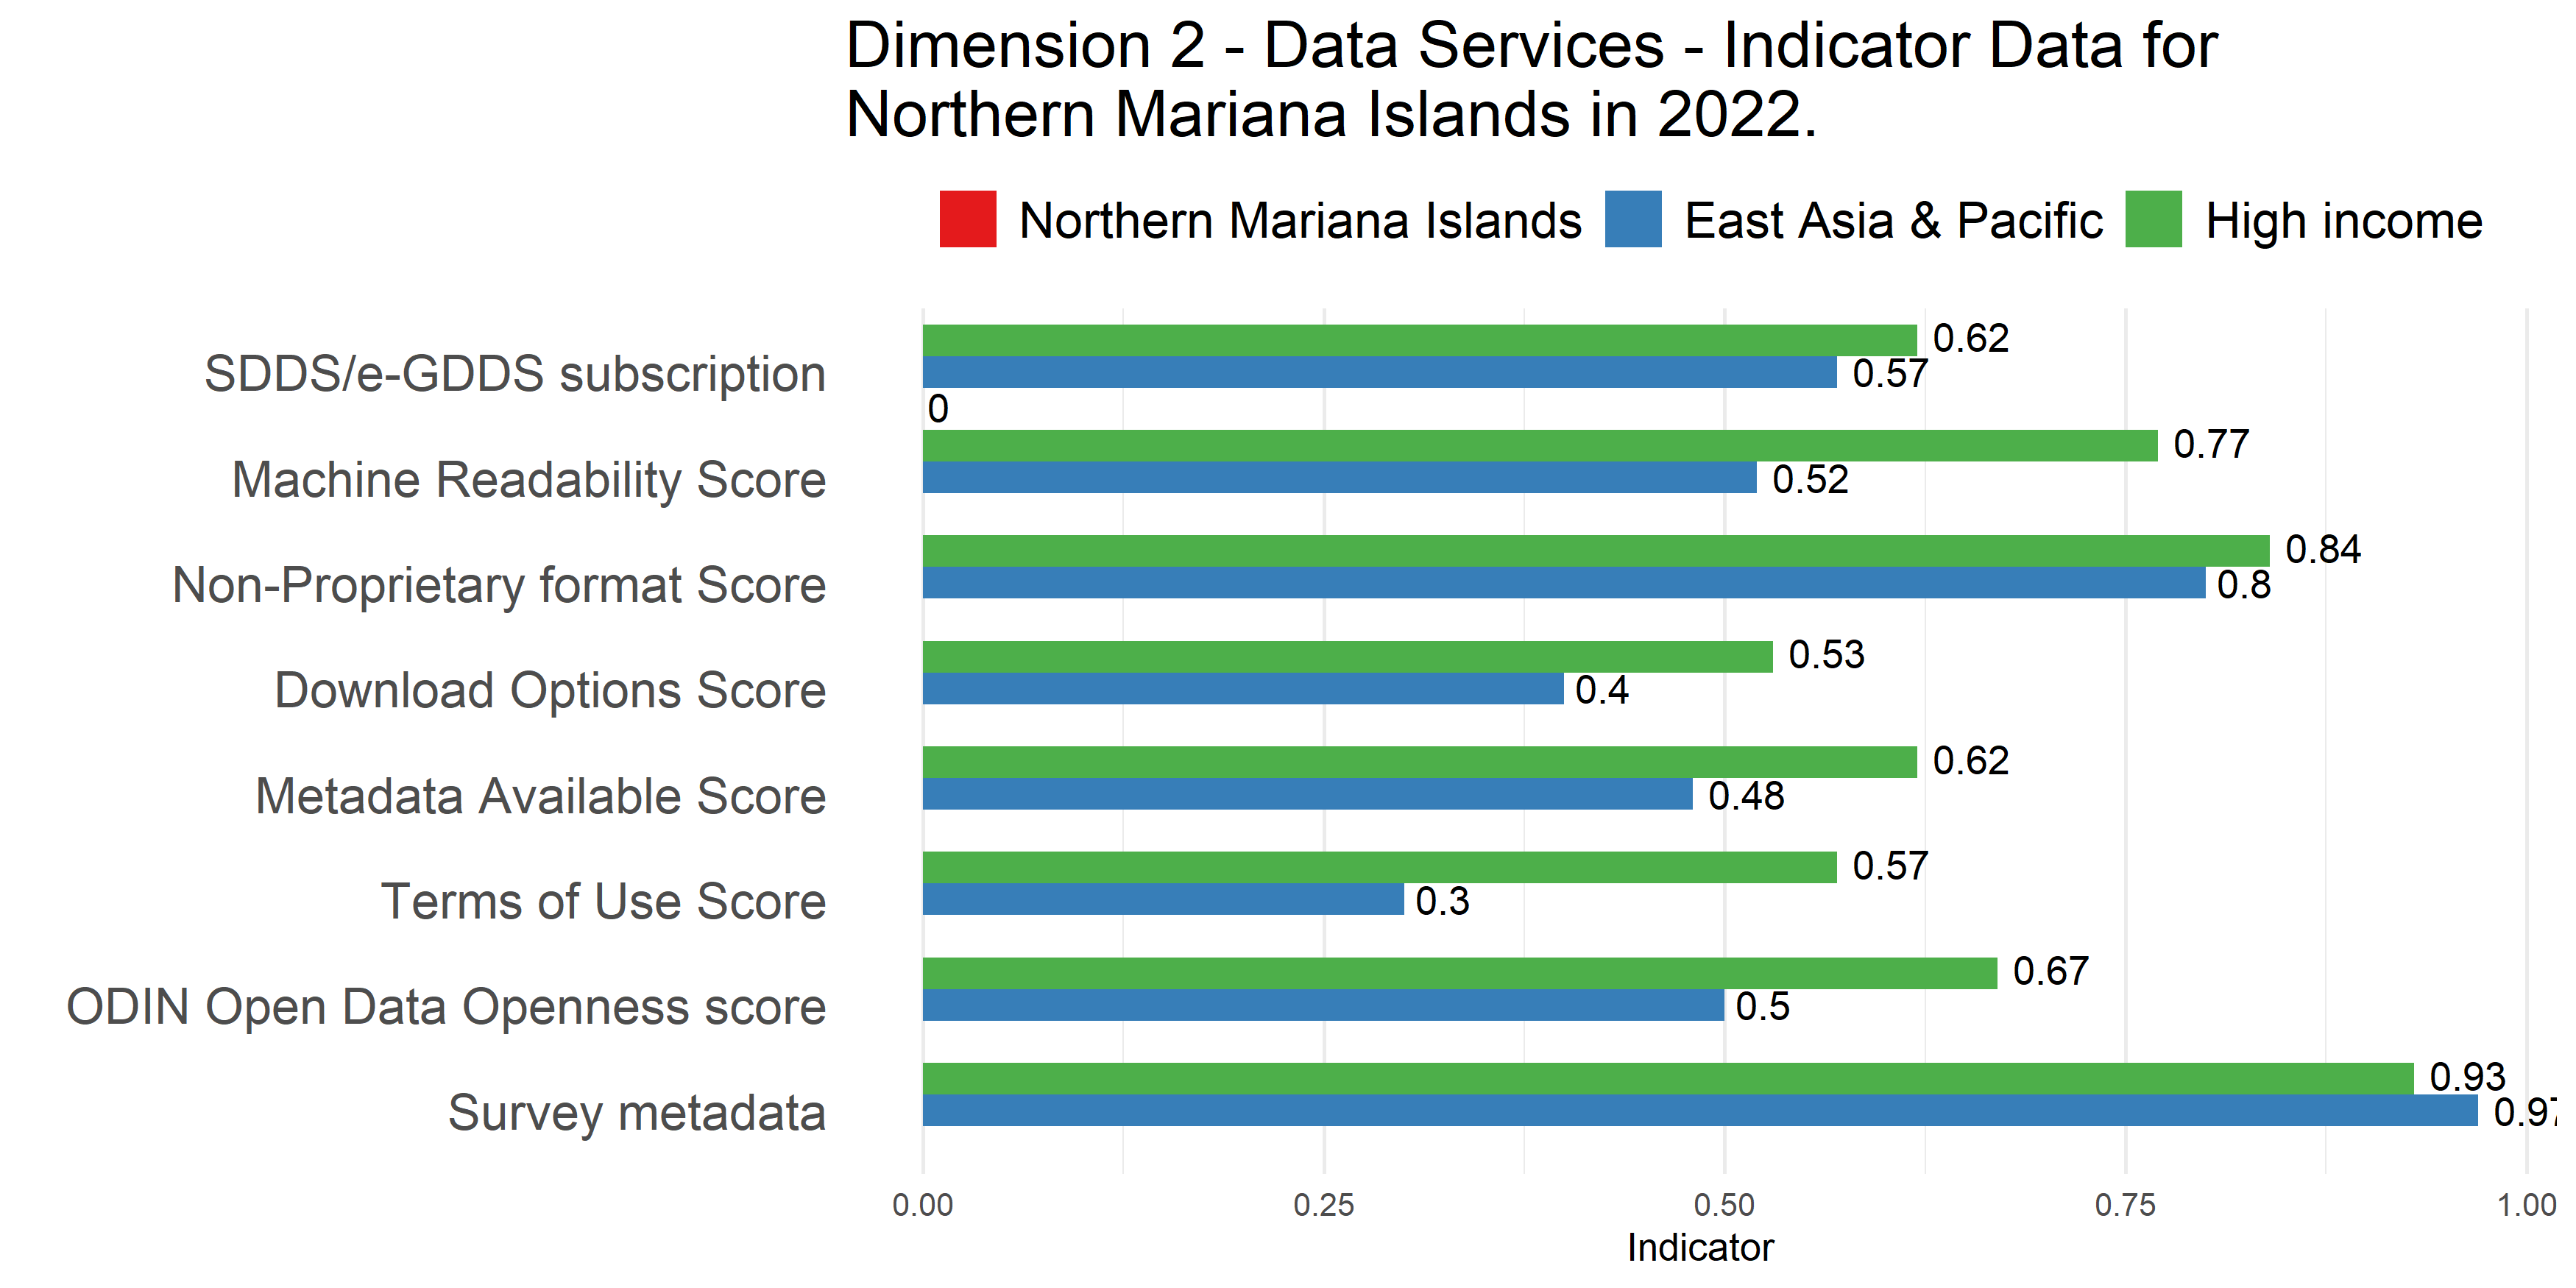 Dimension 2 - Data Services - Indicator Data for
Northern Mariana Islands in 2022.
Northern Mariana Islands East Asia & Pacific High income
SDDS/e-GDDS subscription 0.62
0.57
0
Machine Readability Score 0.77
0.52
Non-Proprietary format Score 0.84
0.8
Download Options Score 0.53
0.4
Metadata Available Score 0.62
0.48
Terms of Use Score 0.57
0.3
ODIN Open Data Openness score 0.67
0.5
Survey metadata 0.93
0.97
0.00 0.25 0.50 0.75 1.00
Indicator